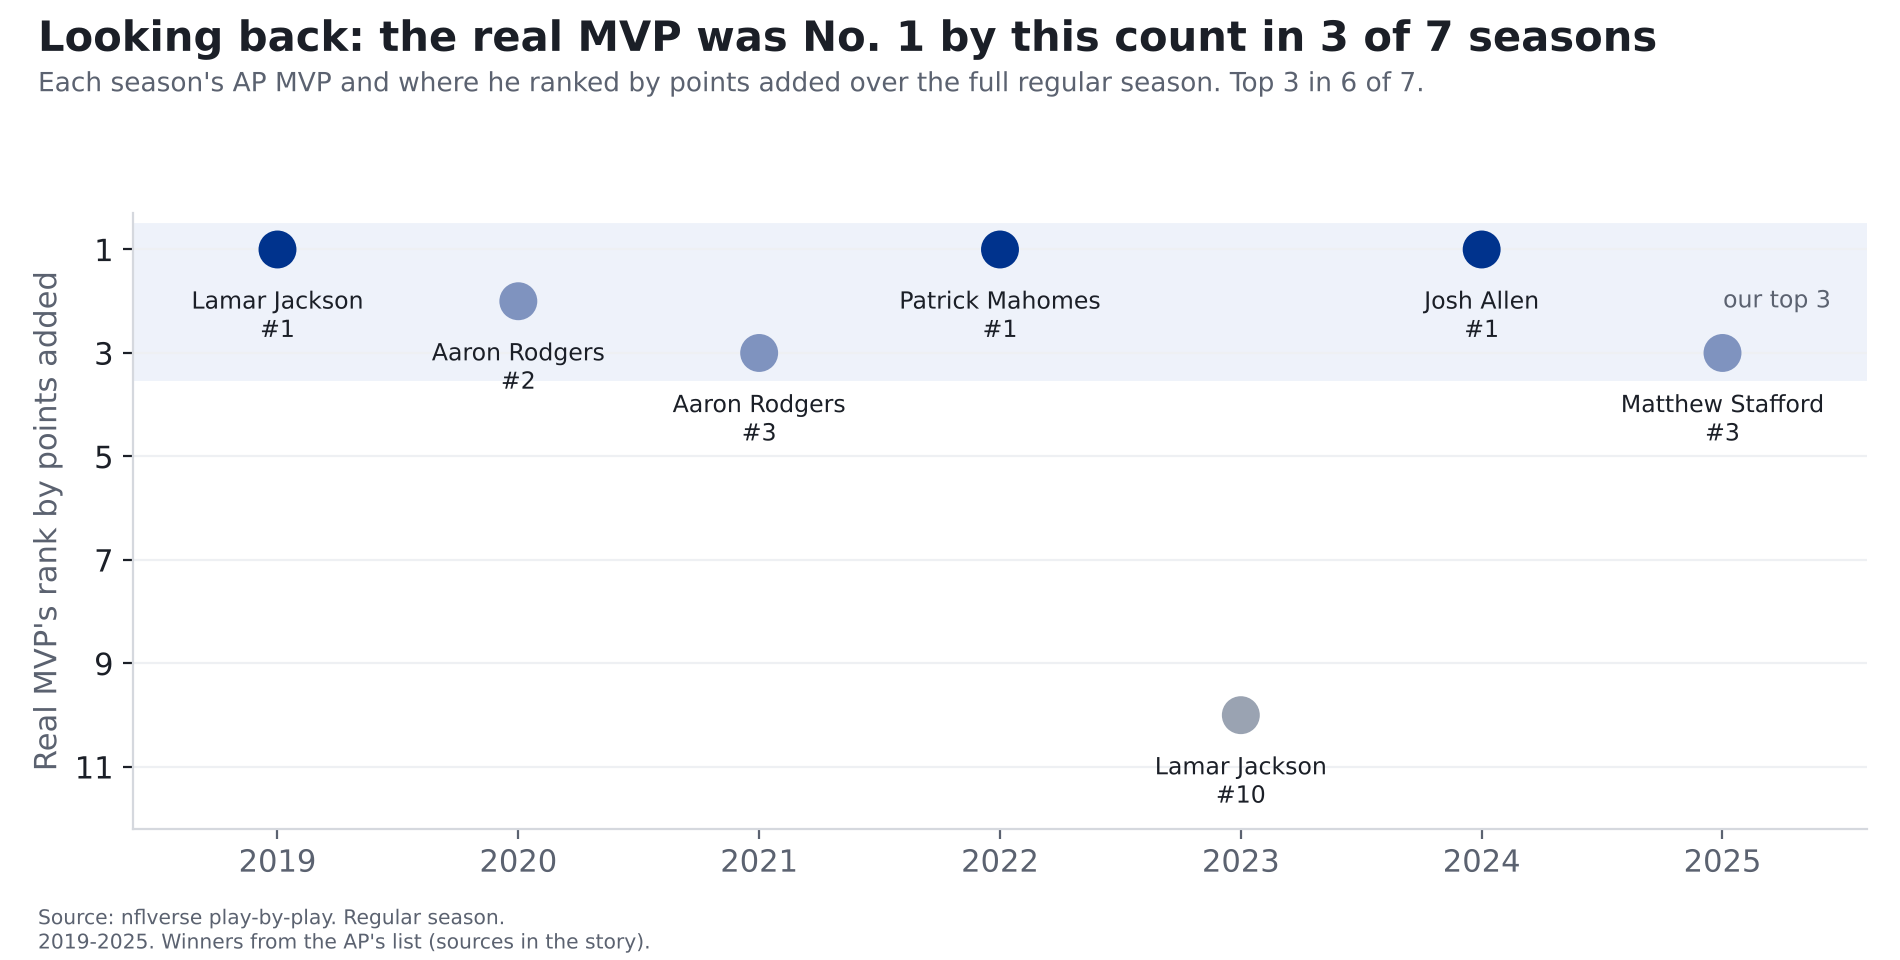 Looking back: the real MVP was No. 1 by this count in 3 of 7 seasons
Each season's AP MVP and where he ranked by points added over the full regular season. Top 3 in 6 of 7.
Real MVP's rank by points added
1
3
5
7
9
11
Lamar Jackson
#1
Aaron Rodgers
#2
Aaron Rodgers
#3
Patrick Mahomes
#1
Lamar Jackson
#10
Josh Allen
#1
our top 3
Matthew Stafford
#3
2019
2020
2021
2022
2023
2024
2025
Source: nflverse play-by-play. Regular season.
2019-2025. Winners from the AP's list (sources in the story).